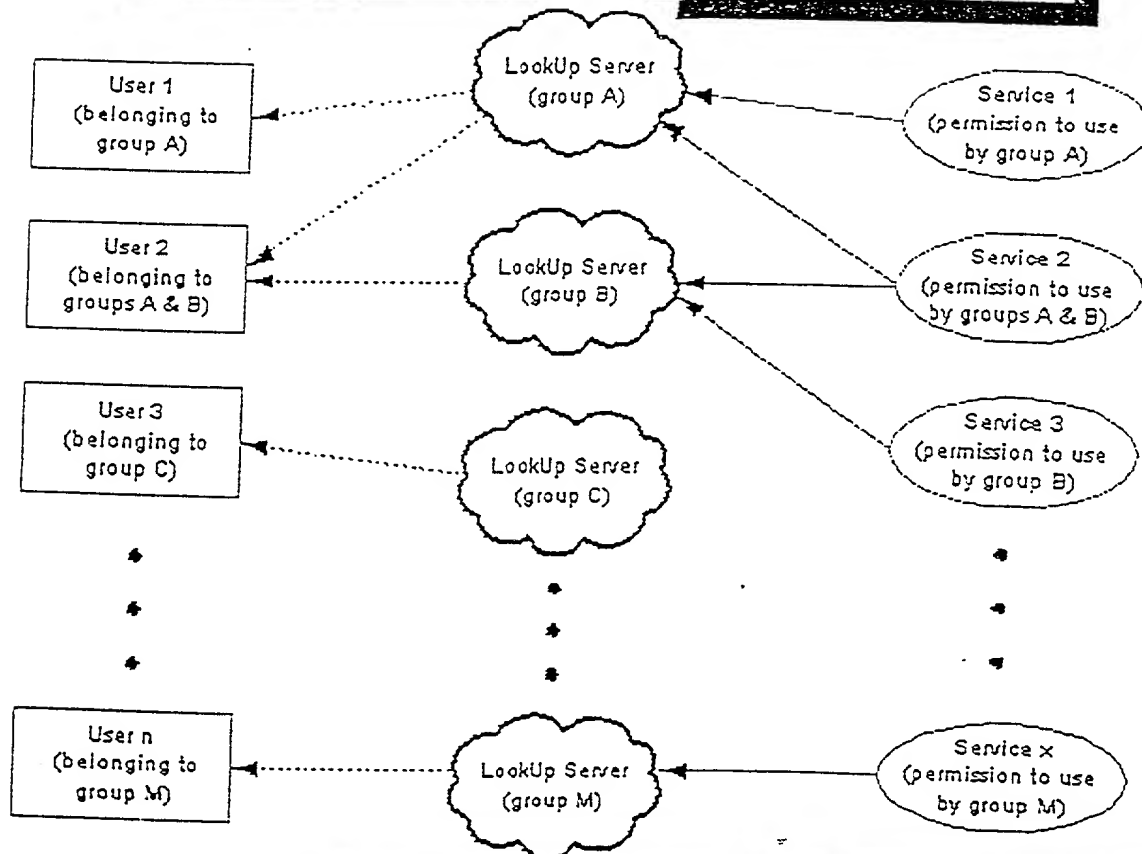 User 1
(belonging to
group A)
LookUp Server
(group A)
Service 1
(permission to use
by group A)
User 2
(belonging to
groups A & B)
LookUp Server
(group B)
Service 2
(permission to use
by groups A & B)
User 3
(belonging to
group C)
LookUp Server
(group C)
Service 3
(permission to use
by group B)
User n
(belonging to
group M)
LookUp Server
(group M)
Service x
(permission to use
by group M)